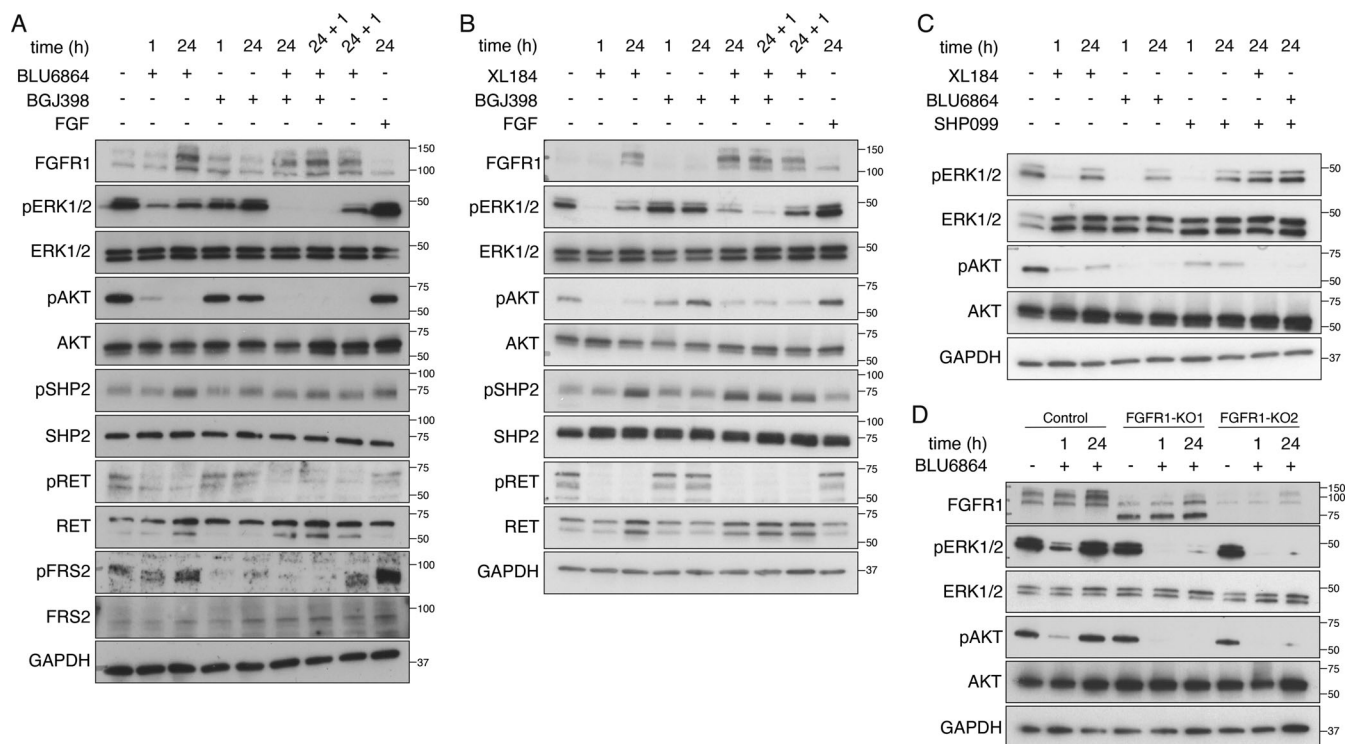 A
time (h) 1 24 1 24 24 24 + 1 24 + 1 24
BLU6864 - + + - - + + + -
BGJ398 - - - + + + + - -
FGF - - - - - - - - +
FGFR1 150 100
pERK1/2 50
ERK1/2 50
pAKT 75 50
AKT 75 50
pSHP2 100 75
SHP2 100 75
pRET 75 50
RET 75 50
pFRS2 100
FRS2 100
GAPDH 37
B
time (h) 1 24 1 24 24 24 + 1 24 + 1 24
XL184 - + + - - + + + -
BGJ398 - - - + + + + - -
FGF - - - - - - - - +
FGFR1 150 100
pERK1/2 50
ERK1/2 50
pAKT 75 50
AKT 75 50
pSHP2 100 75
SHP2 100 75
pRET 75 50
RET 75 50
GAPDH 37
C
time (h) 1 24 1 24 1 24 24 24
XL184 - + + - - - - + -
BLU6864 - - - + + - - - +
SHP099 - - - - - + + + +
pERK1/2 50
ERK1/2 50
pAKT 75 50
AKT 75 50
GAPDH 37
D
Control FGFR1-KO1 FGFR1-KO2
time (h) 1 24 1 24 1 24
BLU6864 - + + - + + - + +
FGFR1 150 100 75
pERK1/2 50
ERK1/2 50
pAKT 75 50
AKT 75 50
GAPDH 37